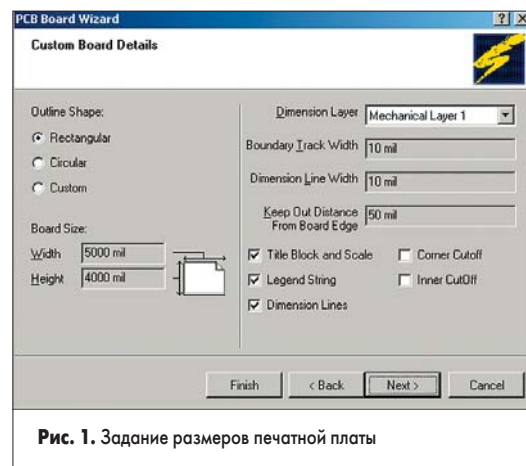 PCB Board Wizard
Custom Board Details
Outline Shape:
Rectangular
Circular
Custom
Board Size:
Width 5000 mil
Height 4000 mil
Dimension Layer Mechanical Layer 1
Boundary Track Width 10 mil
Dimension Line Width 10 mil
Keep Out Distance
From Board Edge 50 mil
Title Block and Scale Corner Cutoff
Legend String Inner CutOff
Dimension Lines
Finish < Back Next > Cancel
Рис. 1. Задание размеров печатной платы